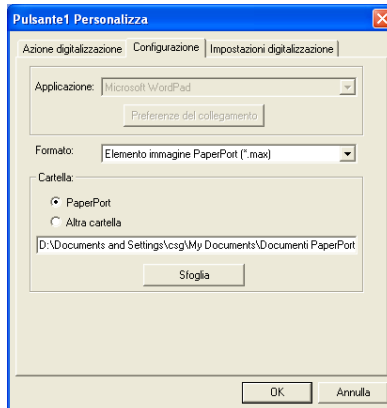 Pulsante1 Personalizza
Azione digitalizzazione Configurazione Impostazioni digitalizzazione
Applicazione: Microsoft WordPad
Preferenze del collegamento
Formato: Elemento immagine PaperPort (*.max)
Cartella:
PaperPort
Altra cartella
D:\Documents and Settings\csg\My Documents\Documenti PaperPort
Sfoglia
OK Annulla